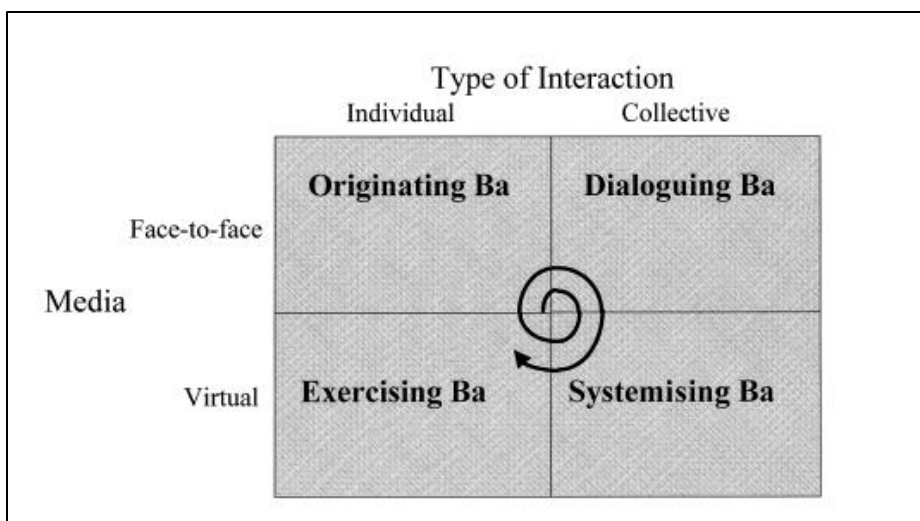 Type of Interaction
Individual Collective
Originating Ba Dialoguing Ba
Face-to-face
Media
Virtual
Exercising Ba Systemising Ba